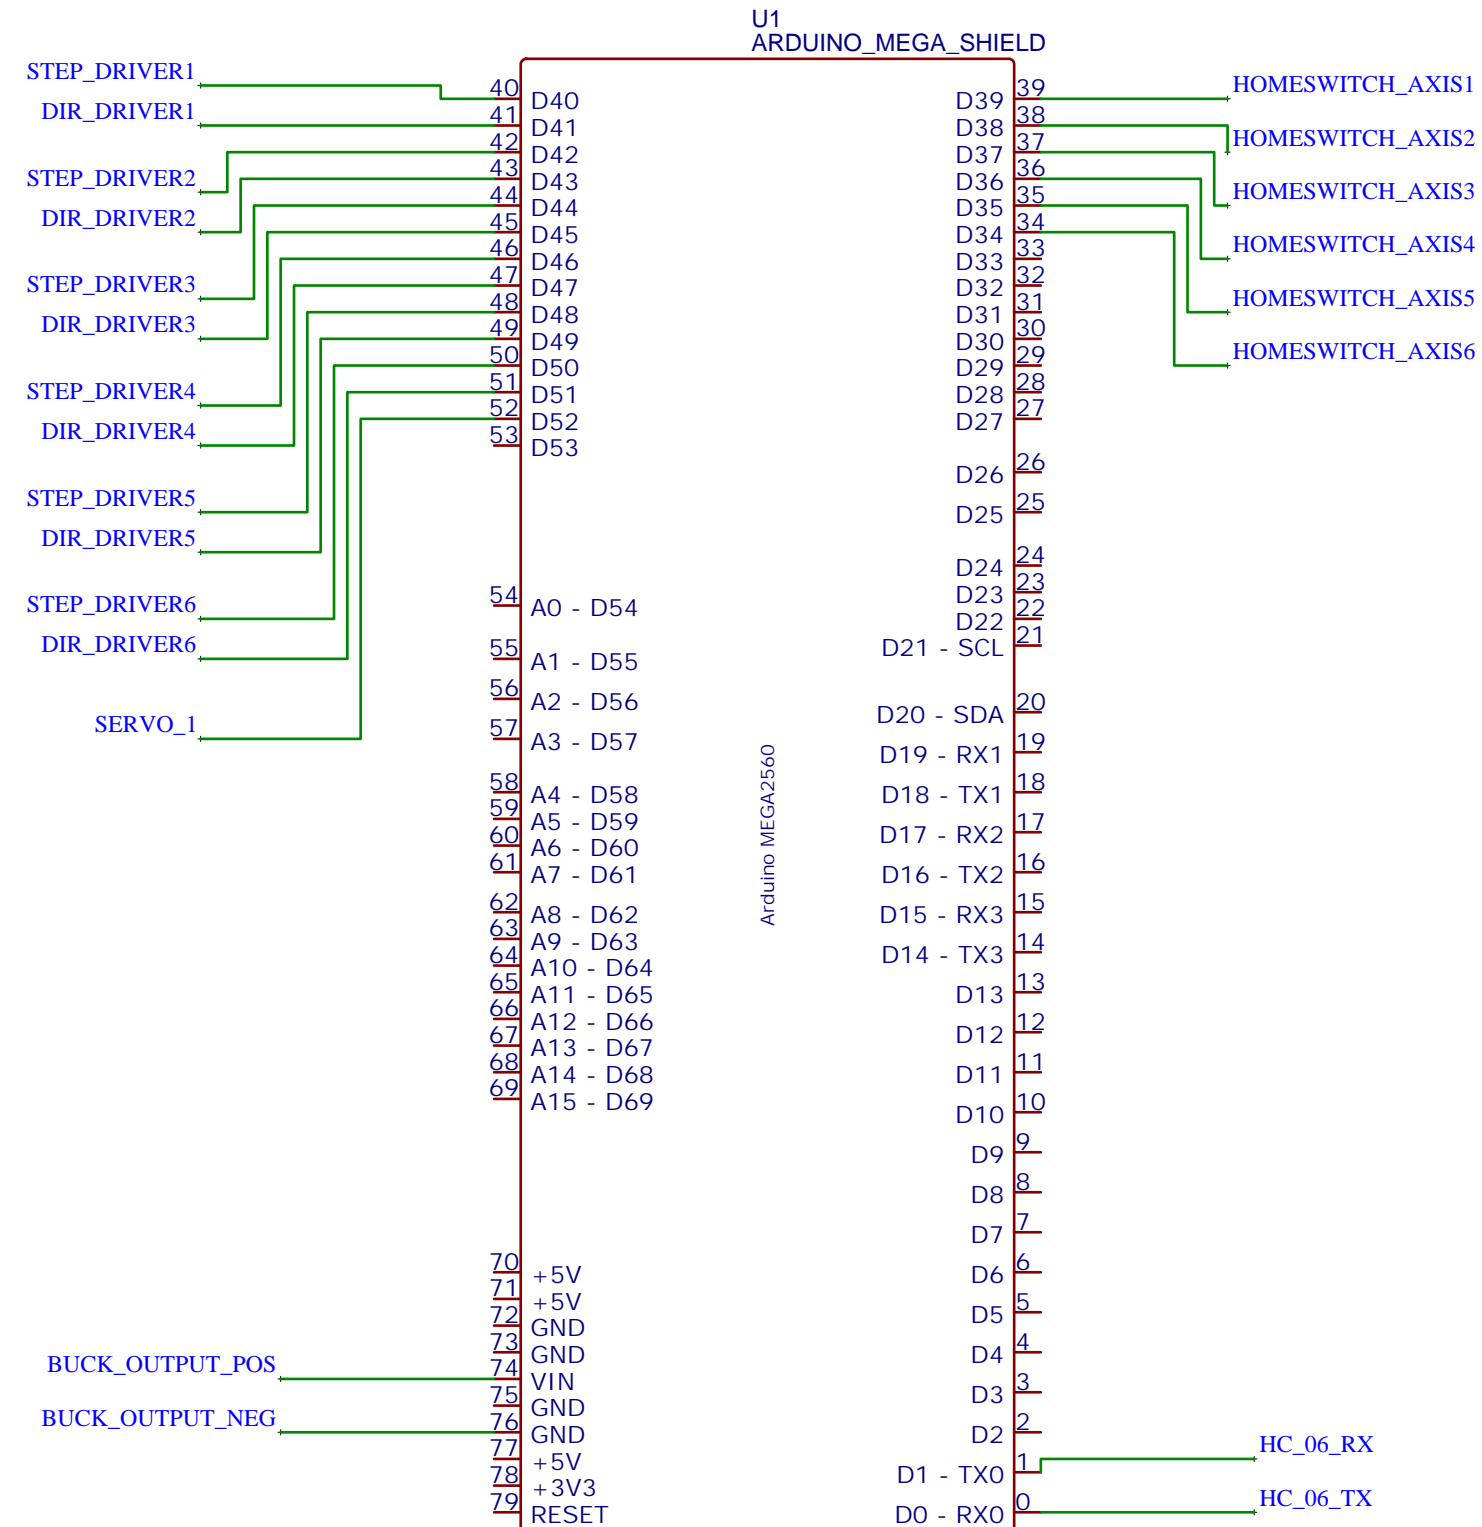 U1
ARDUINO_MEGA_SHIELD
STEP_DRIVER1
DIR_DRIVER1
STEP_DRIVER2
DIR_DRIVER2
STEP_DRIVER3
DIR_DRIVER3
STEP_DRIVER4
DIR_DRIVER4
STEP_DRIVER5
DIR_DRIVER5
STEP_DRIVER6
DIR_DRIVER6
SERVO_1
BUCK_OUTPUT_POS
BUCK_OUTPUT_NEG
40 D40
41 D41
42 D42
43 D43
44 D44
45 D45
46 D46
47 D47
48 D48
49 D49
50 D50
51 D51
52 D52
53 D53
54 A0 - D54
55 A1 - D55
56 A2 - D56
57 A3 - D57
58 A4 - D58
59 A5 - D59
60 A6 - D60
61 A7 - D61
62 A8 - D62
63 A9 - D63
64 A10 - D64
65 A11 - D65
66 A12 - D66
67 A13 - D67
68 A14 - D68
69 A15 - D69
70 +5V
71 +5V
72 GND
73 GND
74 VIN
75 GND
76 GND
77 +5V
78 +3V3
79 RESET
Arduino MEGA2560
D39 39
D38 38
D37 37
D36 36
D35 35
D34 34
D33 33
D32 32
D31 31
D30 30
D29 29
D28 28
D27 27
D26 26
D25 25
D24 24
D23 23
D22 22
D21 - SCL 21
D20 - SDA 20
D19 - RX1 19
D18 - TX1 18
D17 - RX2 17
D16 - TX2 16
D15 - RX3 15
D14 - TX3 14
D13 13
D12 12
D11 11
D10 10
D9 9
D8 8
D7 7
D6 6
D5 5
D4 4
D3 3
D2 2
D1 - TX0 1
D0 - RX0 0
HOMESWITCH_AXIS1
HOMESWITCH_AXIS2
HOMESWITCH_AXIS3
HOMESWITCH_AXIS4
HOMESWITCH_AXIS5
HOMESWITCH_AXIS6
HC_06_RX
HC_06_TX